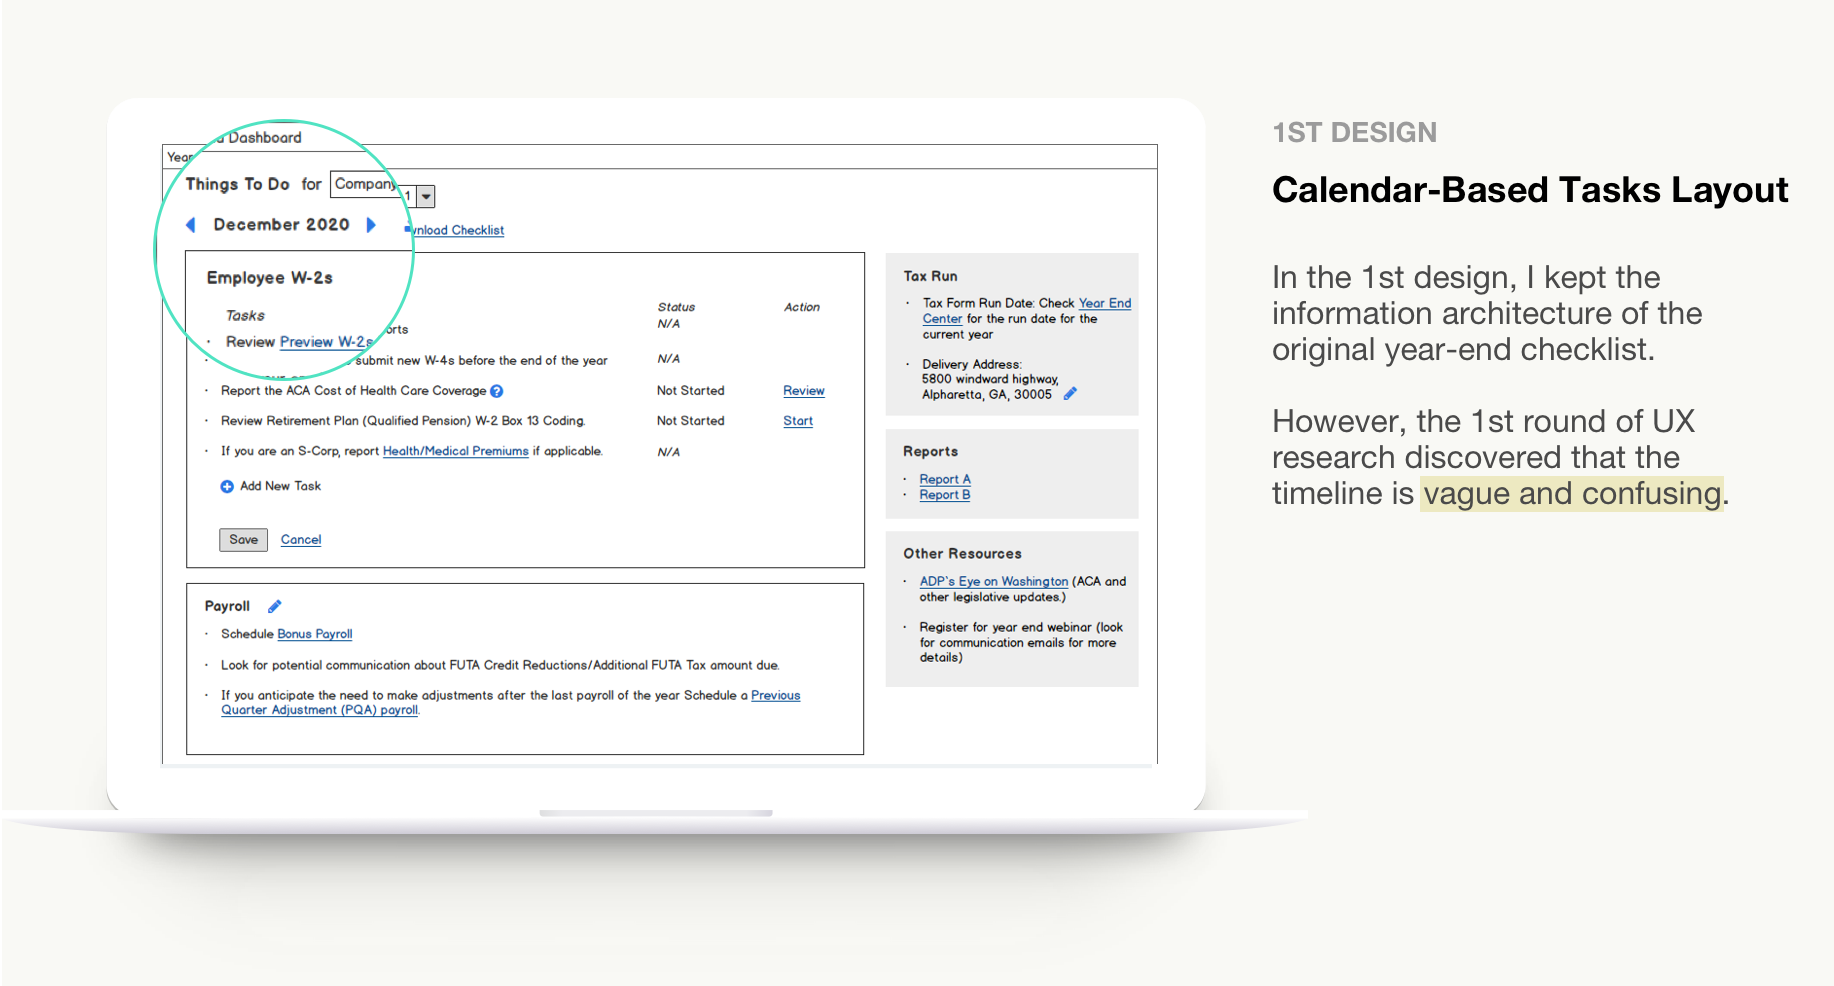 Dashboard
Year
Things To Do for Company 1
December 2020
wnload Checklist
Employee W-2s
Tasks
Status
Action
Review Preview W-2s orts
N/A
submit new W-4s before the end of the year
N/A
· Report the ACA Cost of Health Care Coverage ?
Not Started
Review
· Review Retirement Plan (Qualified Pension) W-2 Box 13 Coding.
Not Started
Start
· If you are an S-Corp, report Health/Medical Premiums if applicable.
N/A
Add New Task
Save
Cancel
Payroll
· Schedule Bonus Payroll
· Look for potential communication about FUTA Credit Reductions/Additional FUTA Tax amount due.
· If you anticipate the need to make adjustments after the last payroll of the year Schedule a Previous
Quarter Adjustment (PQA) payroll.
Tax Run
· Tax Form Run Date: Check Year End
Center for the run date for the
current year
· Delivery Address:
5800 windward highway,
Alpharetta, GA, 30005
Reports
· Report A
· Report B
Other Resources
· ADP's Eye on Washington (ACA and
other legislative updates.)
· Register for year end webinar (look
for communication emails for more
details)
1ST DESIGN
Calendar-Based Tasks Layout
In the 1st design, I kept the
information architecture of the
original year-end checklist.
However, the 1st round of UX
research discovered that the
timeline is vague and confusing.